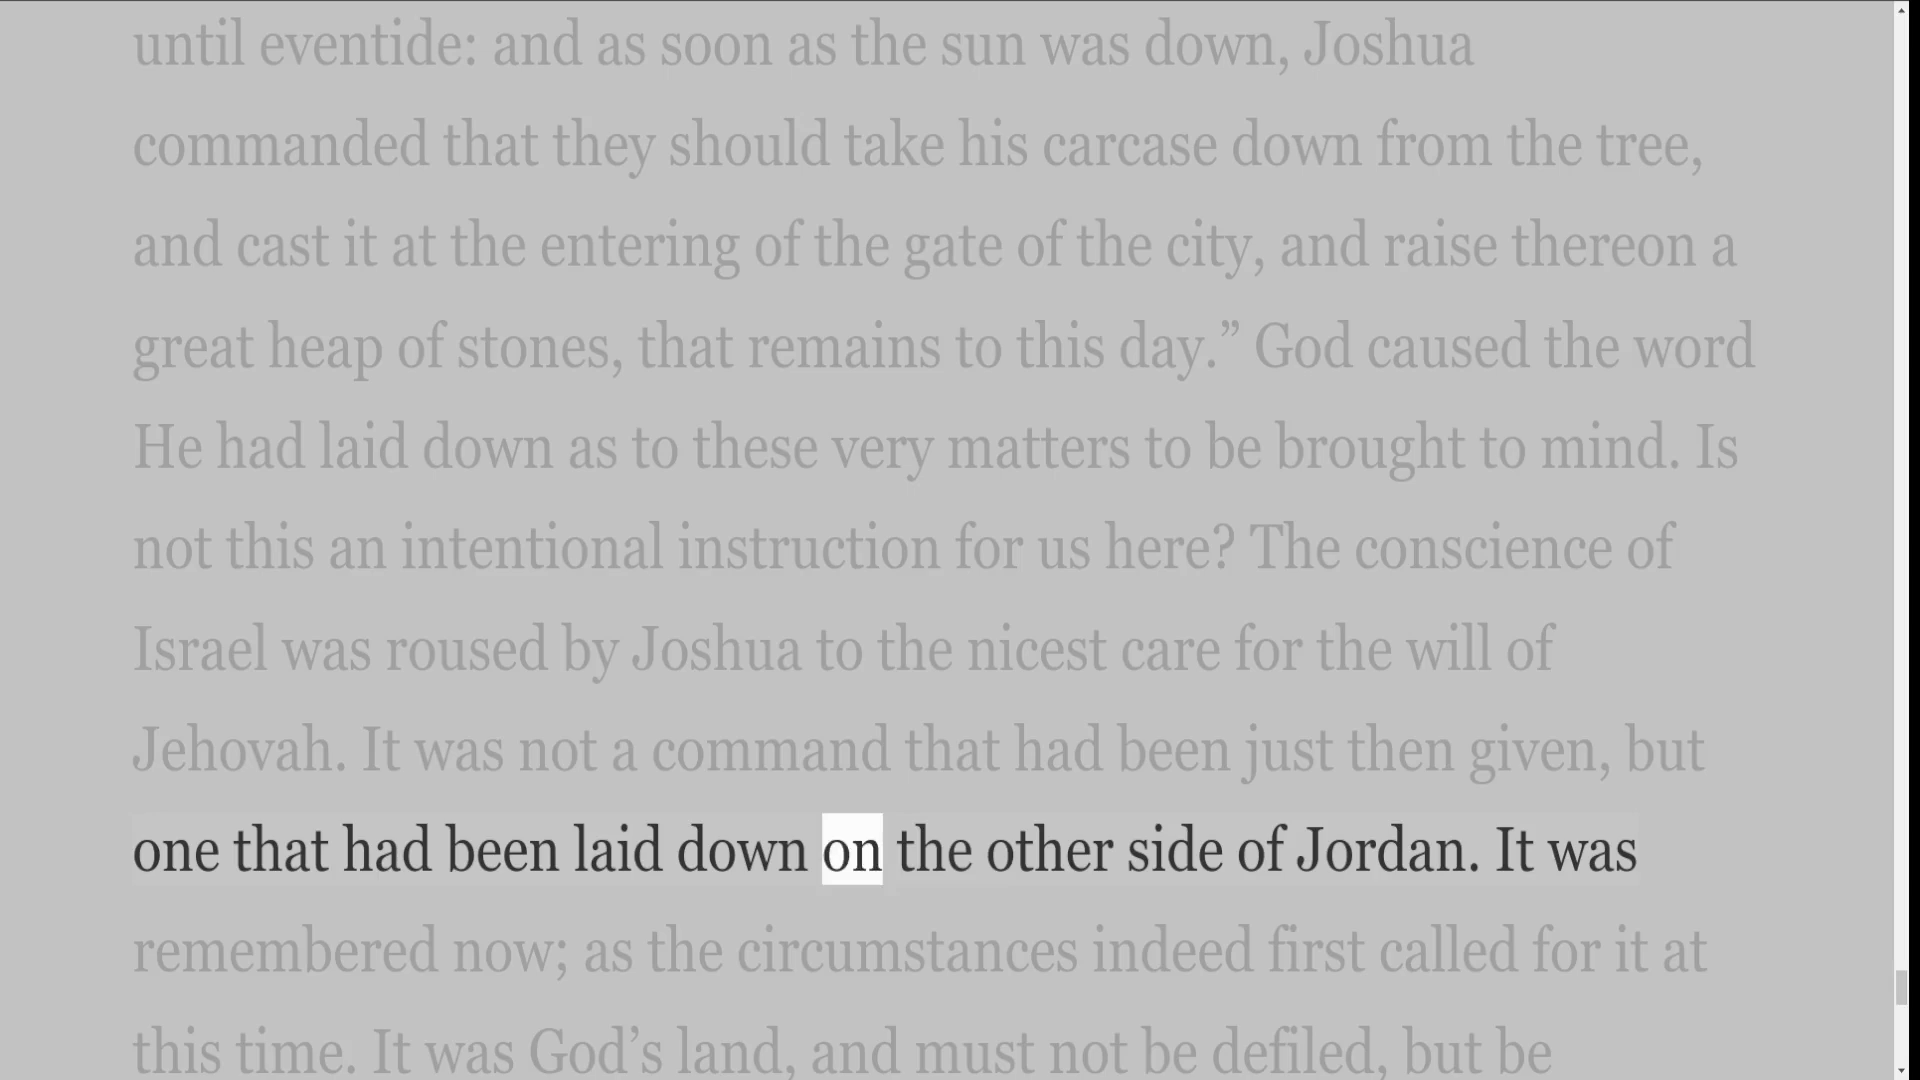 until eventide: and as soon as the sun was down, Joshua
commanded that they should take his carcase down from the tree,
and cast it at the entering of the gate of the city, and raise thereon a
great heap of stones, that remains to this day.” God caused the word
He had laid down as to these very matters to be brought to mind. Is
not this an intentional instruction for us here? The conscience of
Israel was roused by Joshua to the nicest care for the will of
Jehovah. It was not a command that had been just then given, but
one that had been laid down on the other side of Jordan. It was
remembered now; as the circumstances indeed first called for it at
this time. It was God’s land, and must not be defiled, but be